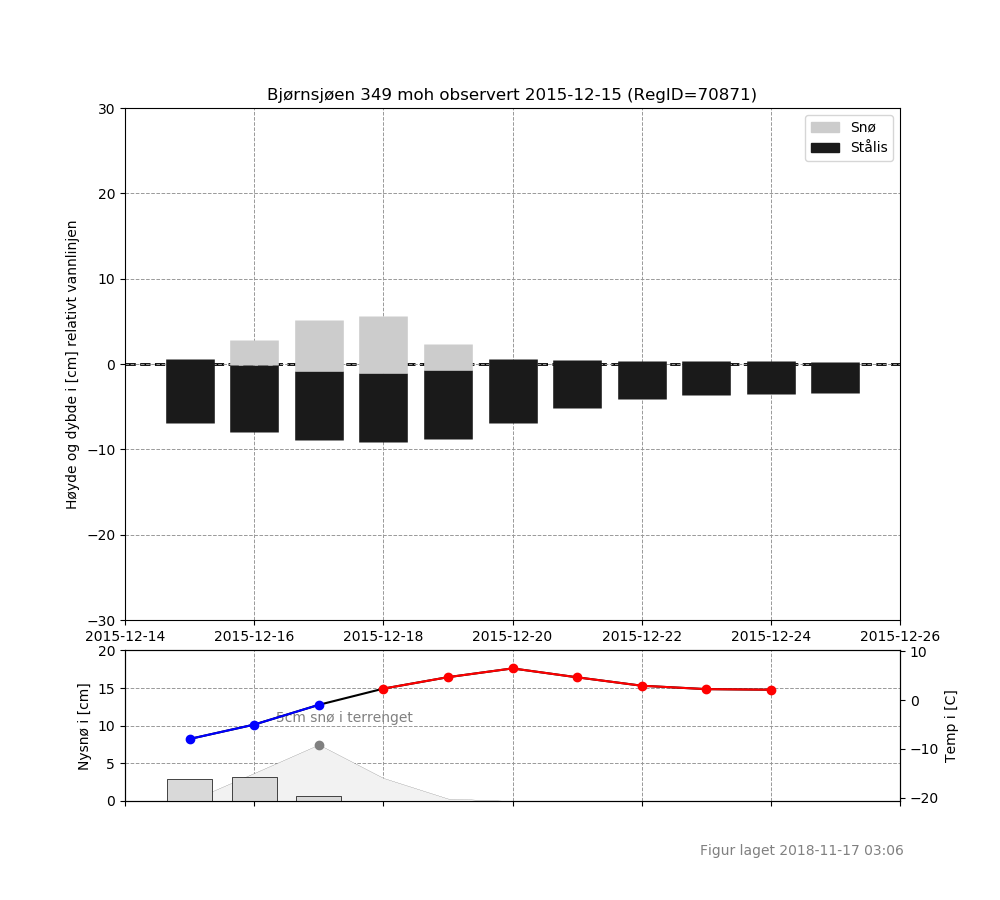 Bjørnsjøen 349 moh observert 2015-12-15 (RegID=70871)
Snø
Stålis
Høyde og dybde i [cm] relativt vannlinjen
30
20
10
0
−10
−20
−30
2015-12-14 2015-12-16 2015-12-18 2015-12-20 2015-12-22 2015-12-24 2015-12-26
Nysnø i [cm]
20
15
10
5
0
5cm snø i terrenget
10
0
−10
−20
Temp i [C]
Figur laget 2018-11-17 03:06